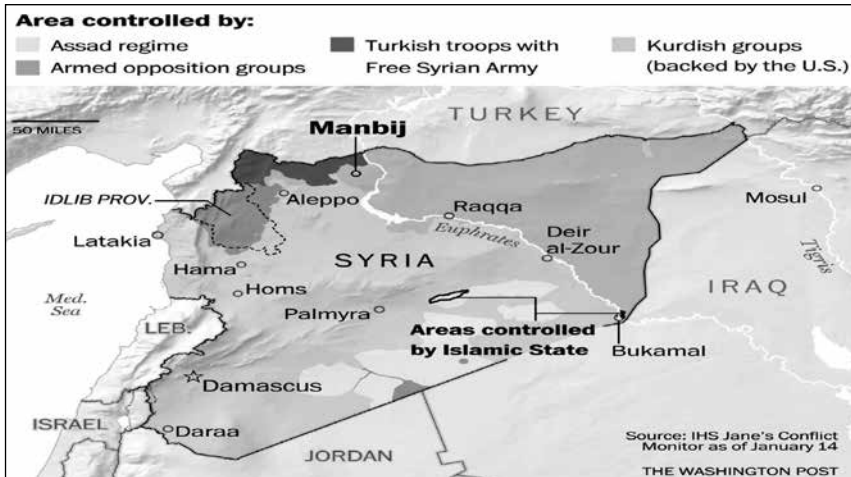 Area controlled by:
Assad regime
Armed opposition groups
Turkish troops with
Free Syrian Army
Kurdish groups
(backed by the U.S.)
50 MILES
TURKEY
Manbij
IDLIB PROV.
Aleppo
Raqqa
Mosul
Latakia
Euphrates
Deir
al-Zour
Tigris
Hama
SYRIA
Homs
IRAQ
Med.
Sea
Palmyra
LEB.
Areas controlled
by Islamic State
Bukamal
Damascus
ISRAEL
Daraa
JORDAN
Source: IHS Jane's Conflict
Monitor as of January 14
THE WASHINGTON POST